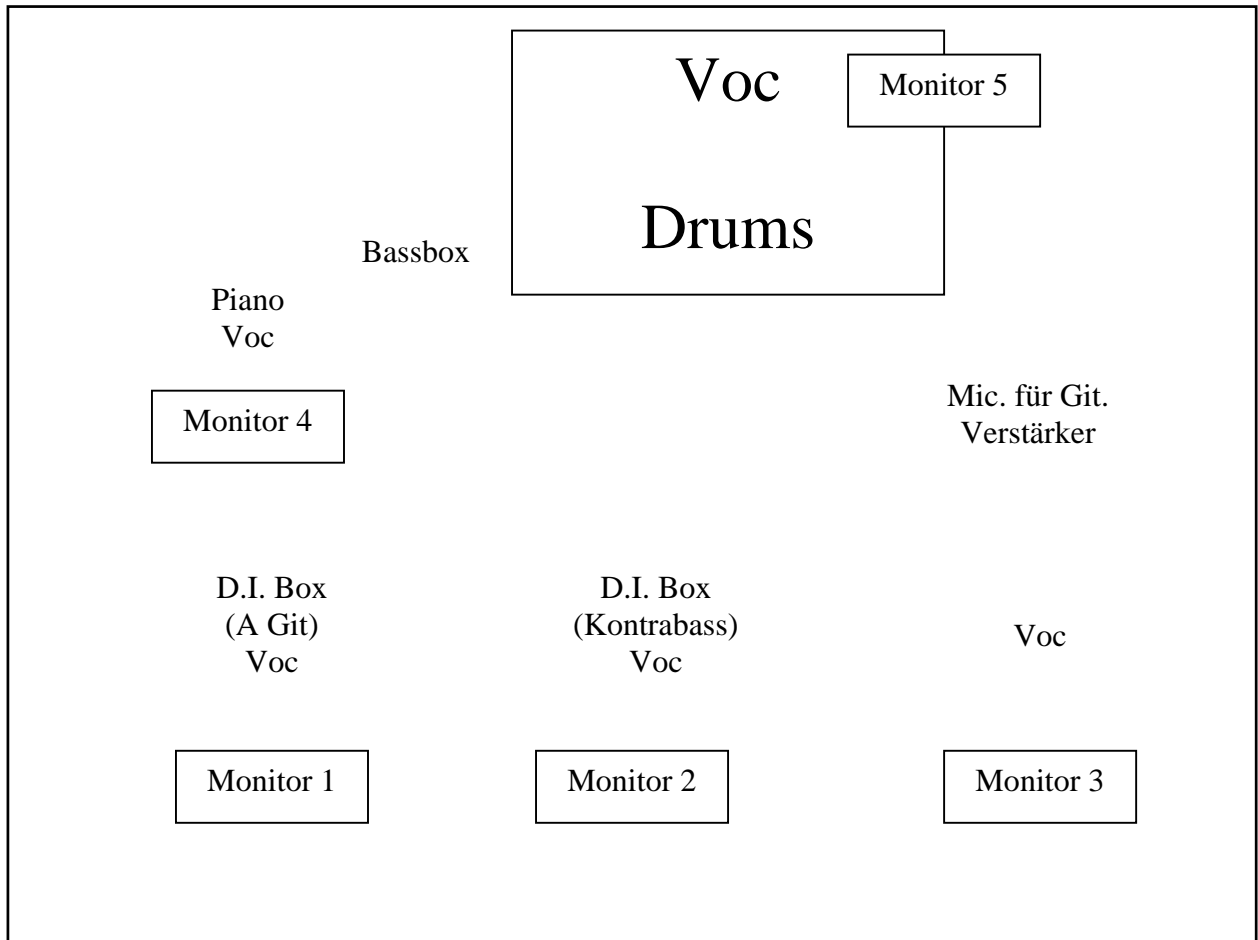 Voc
Monitor 5
Drums
Bassbox
Piano
Voc
Monitor 4
Mic. für Git.
Verstärker
D.I. Box
(A Git)
Voc
D.I. Box
(Kontrabass)
Voc
Voc
Monitor 1
Monitor 2
Monitor 3